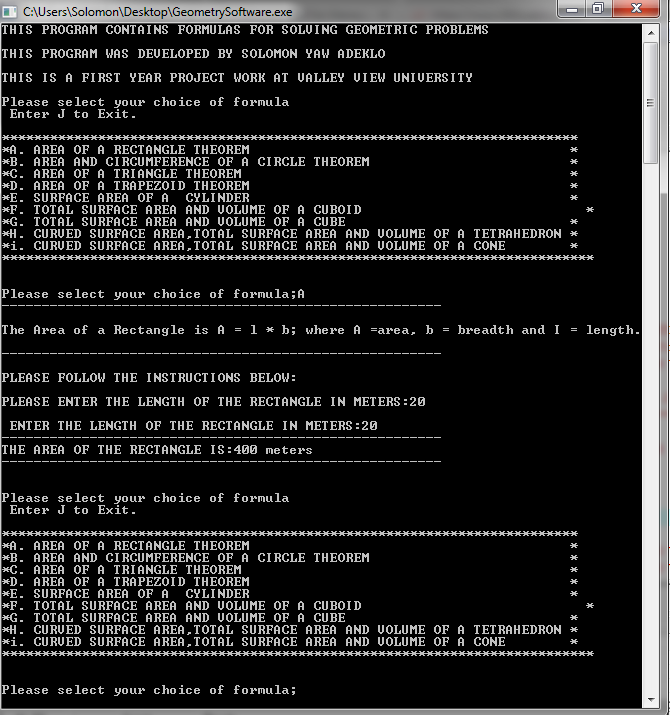 C:\Users\Solomon\Desktop\GeometrySoftware.exe
THIS PROGRAM CONTAINS FORMULAS FOR SOLVING GEOMETRIC PROBLEMS
THIS PROGRAM WAS DEVELOPED BY SOLOMON YAW ADEKLO
THIS IS A FIRST YEAR PROJECT WORK AT VALLEY VIEW UNIVERSITY
Please select your choice of formula
Enter J to Exit.
************************************************************************
*A. AREA OF A RECTANGLE THEOREM *
*B. AREA AND CIRCUMFERENCE OF A CIRCLE THEOREM *
*C. AREA OF A TRIANGLE THEOREM *
*D. AREA OF A TRAPEZOID THEOREM *
*E. SURFACE AREA OF A  CYLINDER *
*F. TOTAL SURFACE AREA AND VOLUME OF A CUBOID *
*G. TOTAL SURFACE AREA AND VOLUME OF A CUBE *
*H. CURVED SURFACE AREA,TOTAL SURFACE AREA AND VOLUME OF A TETRAHEDRON *
*i. CURVED SURFACE AREA,TOTAL SURFACE AREA AND VOLUME OF A CONE *
**************************************************************************
Please select your choice of formula;A
-------------------------------------------------------
The Area of a Rectangle is A = l * b; where A =area, b = breadth and I = length.
-------------------------------------------------------
PLEASE FOLLOW THE INSTRUCTIONS BELOW:
PLEASE ENTER THE LENGTH OF THE RECTANGLE IN METERS:20
ENTER THE LENGTH OF THE RECTANGLE IN METERS:20
-------------------------------------------------------
THE AREA OF THE RECTANGLE IS:400 meters
-------------------------------------------------------
Please select your choice of formula
Enter J to Exit.
************************************************************************
*A. AREA OF A RECTANGLE THEOREM *
*B. AREA AND CIRCUMFERENCE OF A CIRCLE THEOREM *
*C. AREA OF A TRIANGLE THEOREM *
*D. AREA OF A TRAPEZOID THEOREM *
*E. SURFACE AREA OF A  CYLINDER *
*F. TOTAL SURFACE AREA AND VOLUME OF A CUBOID *
*G. TOTAL SURFACE AREA AND VOLUME OF A CUBE *
*H. CURVED SURFACE AREA,TOTAL SURFACE AREA AND VOLUME OF A TETRAHEDRON *
*i. CURVED SURFACE AREA,TOTAL SURFACE AREA AND VOLUME OF A CONE *
**************************************************************************
Please select your choice of formula;